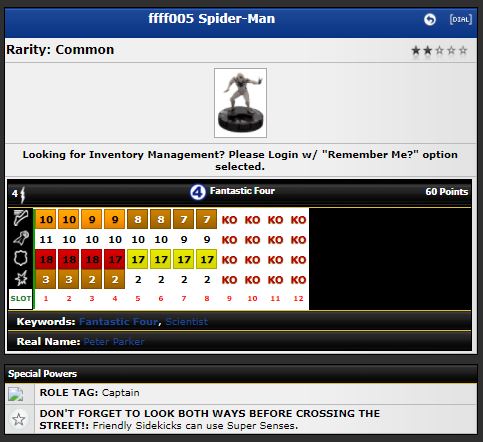 ffff005 Spider-Man
[DIAL]
Rarity: Common
Looking for Inventory Management? Please Login w/ "Remember Me?" option
selected.
4 4 Fantastic Four 60 Points
10 10 9 9 8 8 7 7 KO KO KO KO
11 10 10 10 10 10 9 9 KO KO KO KO
18 18 18 18 17 17 17 17 KO KO KO KO
3 3 2 2 2 2 2 2 KO KO KO KO
SLOT 1 2 3 4 5 6 7 8 9 10 11 12
Keywords: Fantastic Four, Scientist
Real Name: Peter Parker
Special Powers
ROLE TAG: Captain
DON'T FORGET TO LOOK BOTH WAYS BEFORE CROSSING THE
STREET!: Friendly Sidekicks can use Super Senses.